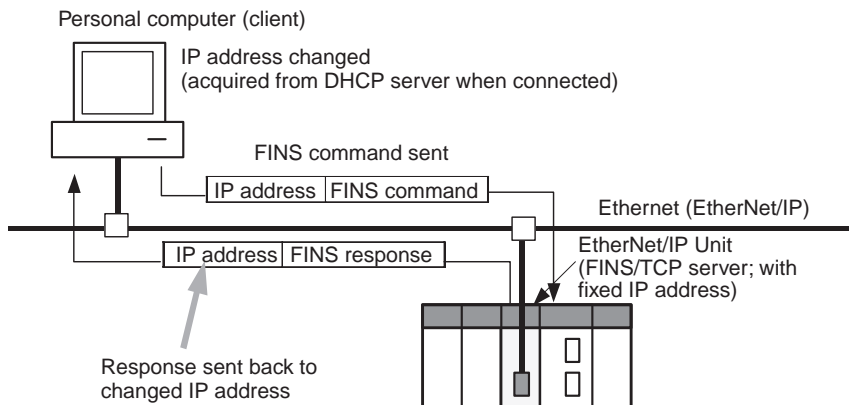 Personal computer (client)
IP address changed
(acquired from DHCP server when connected)
FINS command sent
IP address FINS command
Ethernet (EtherNet/IP)
IP address FINS response
EtherNet/IP Unit
(FINS/TCP server; with
fixed IP address)
Response sent back to
changed IP address